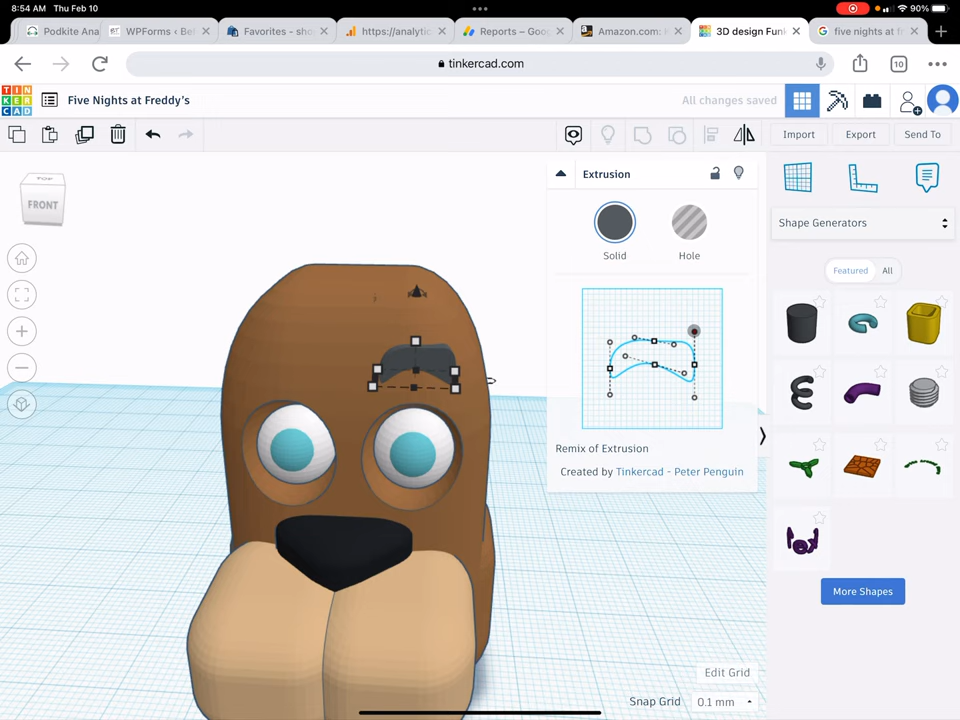 8:54 AM Thu Feb 10
90%
Podkite Ana
WPForms ‹ Be
Favorites - sho
https://analytic
Reports – Goo
Amazon.com:
3D design Fun
five nights at f
tinkercad.com
10
TIN
KER
CAD
Five Nights at Freddy's
All changes saved
Import
Export
Send To
TOP
FRONT
Extrusion
Solid
Hole
Remix of Extrusion
Created by Tinkercad - Peter Penguin
Shape Generators
Featured
All
More Shapes
Edit Grid
Snap Grid
0.1 mm